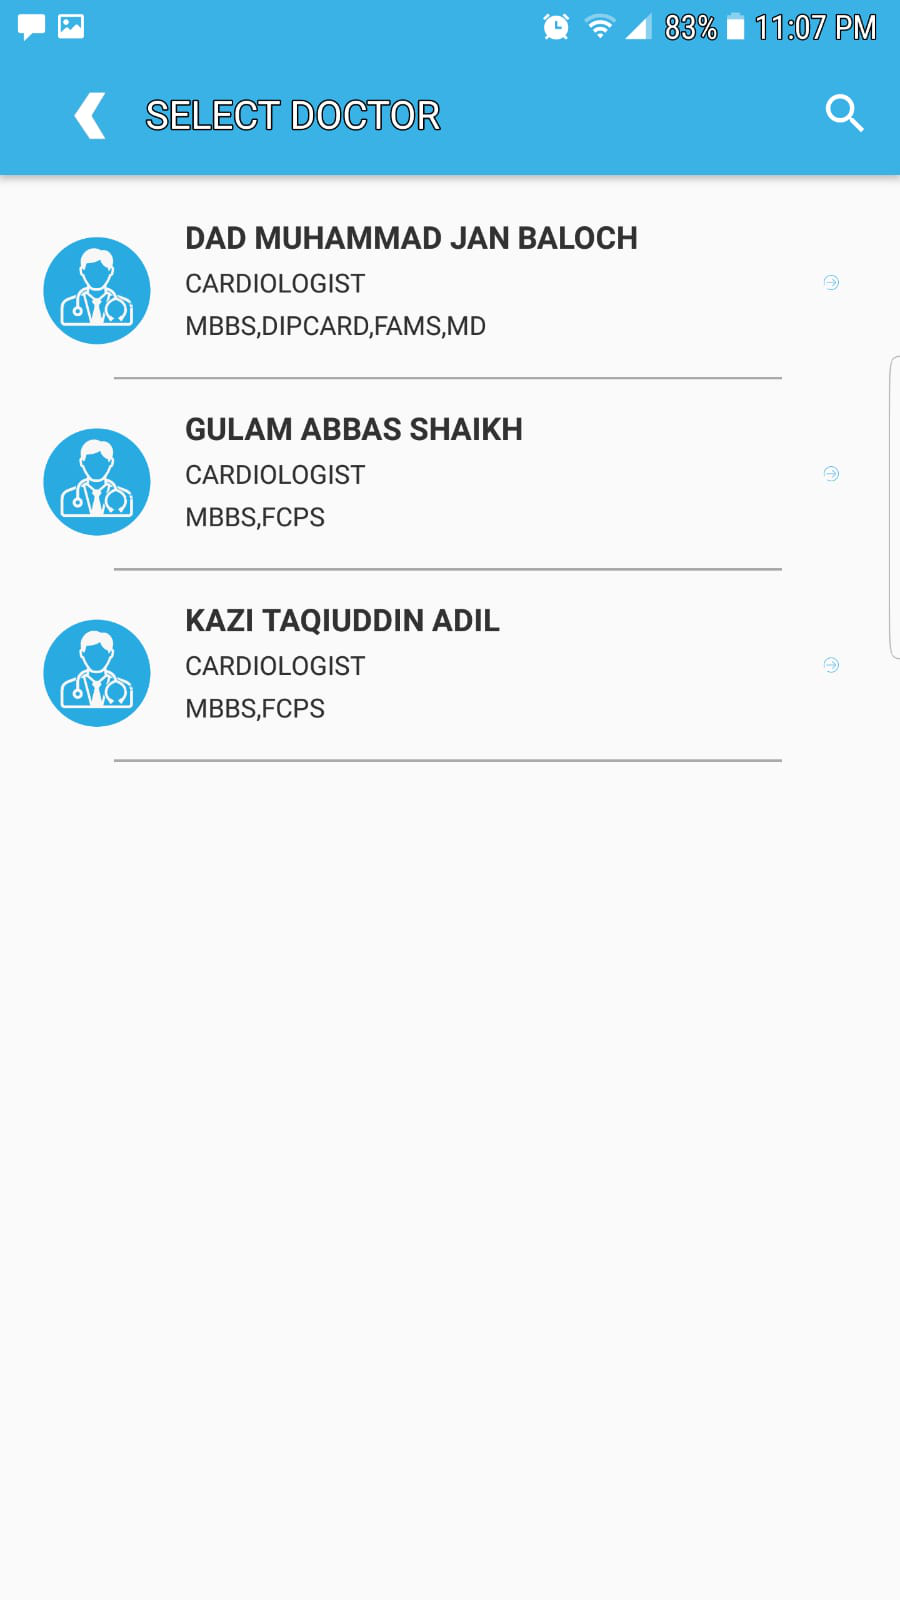 83% 11:07 PM
SELECT DOCTOR
DAD MUHAMMAD JAN BALOCH
CARDIOLOGIST
MBBS,DIPCARD,FAMS,MD
GULAM ABBAS SHAIKH
CARDIOLOGIST
MBBS,FCPS
KAZI TAQIUDDIN ADIL
CARDIOLOGIST
MBBS,FCPS